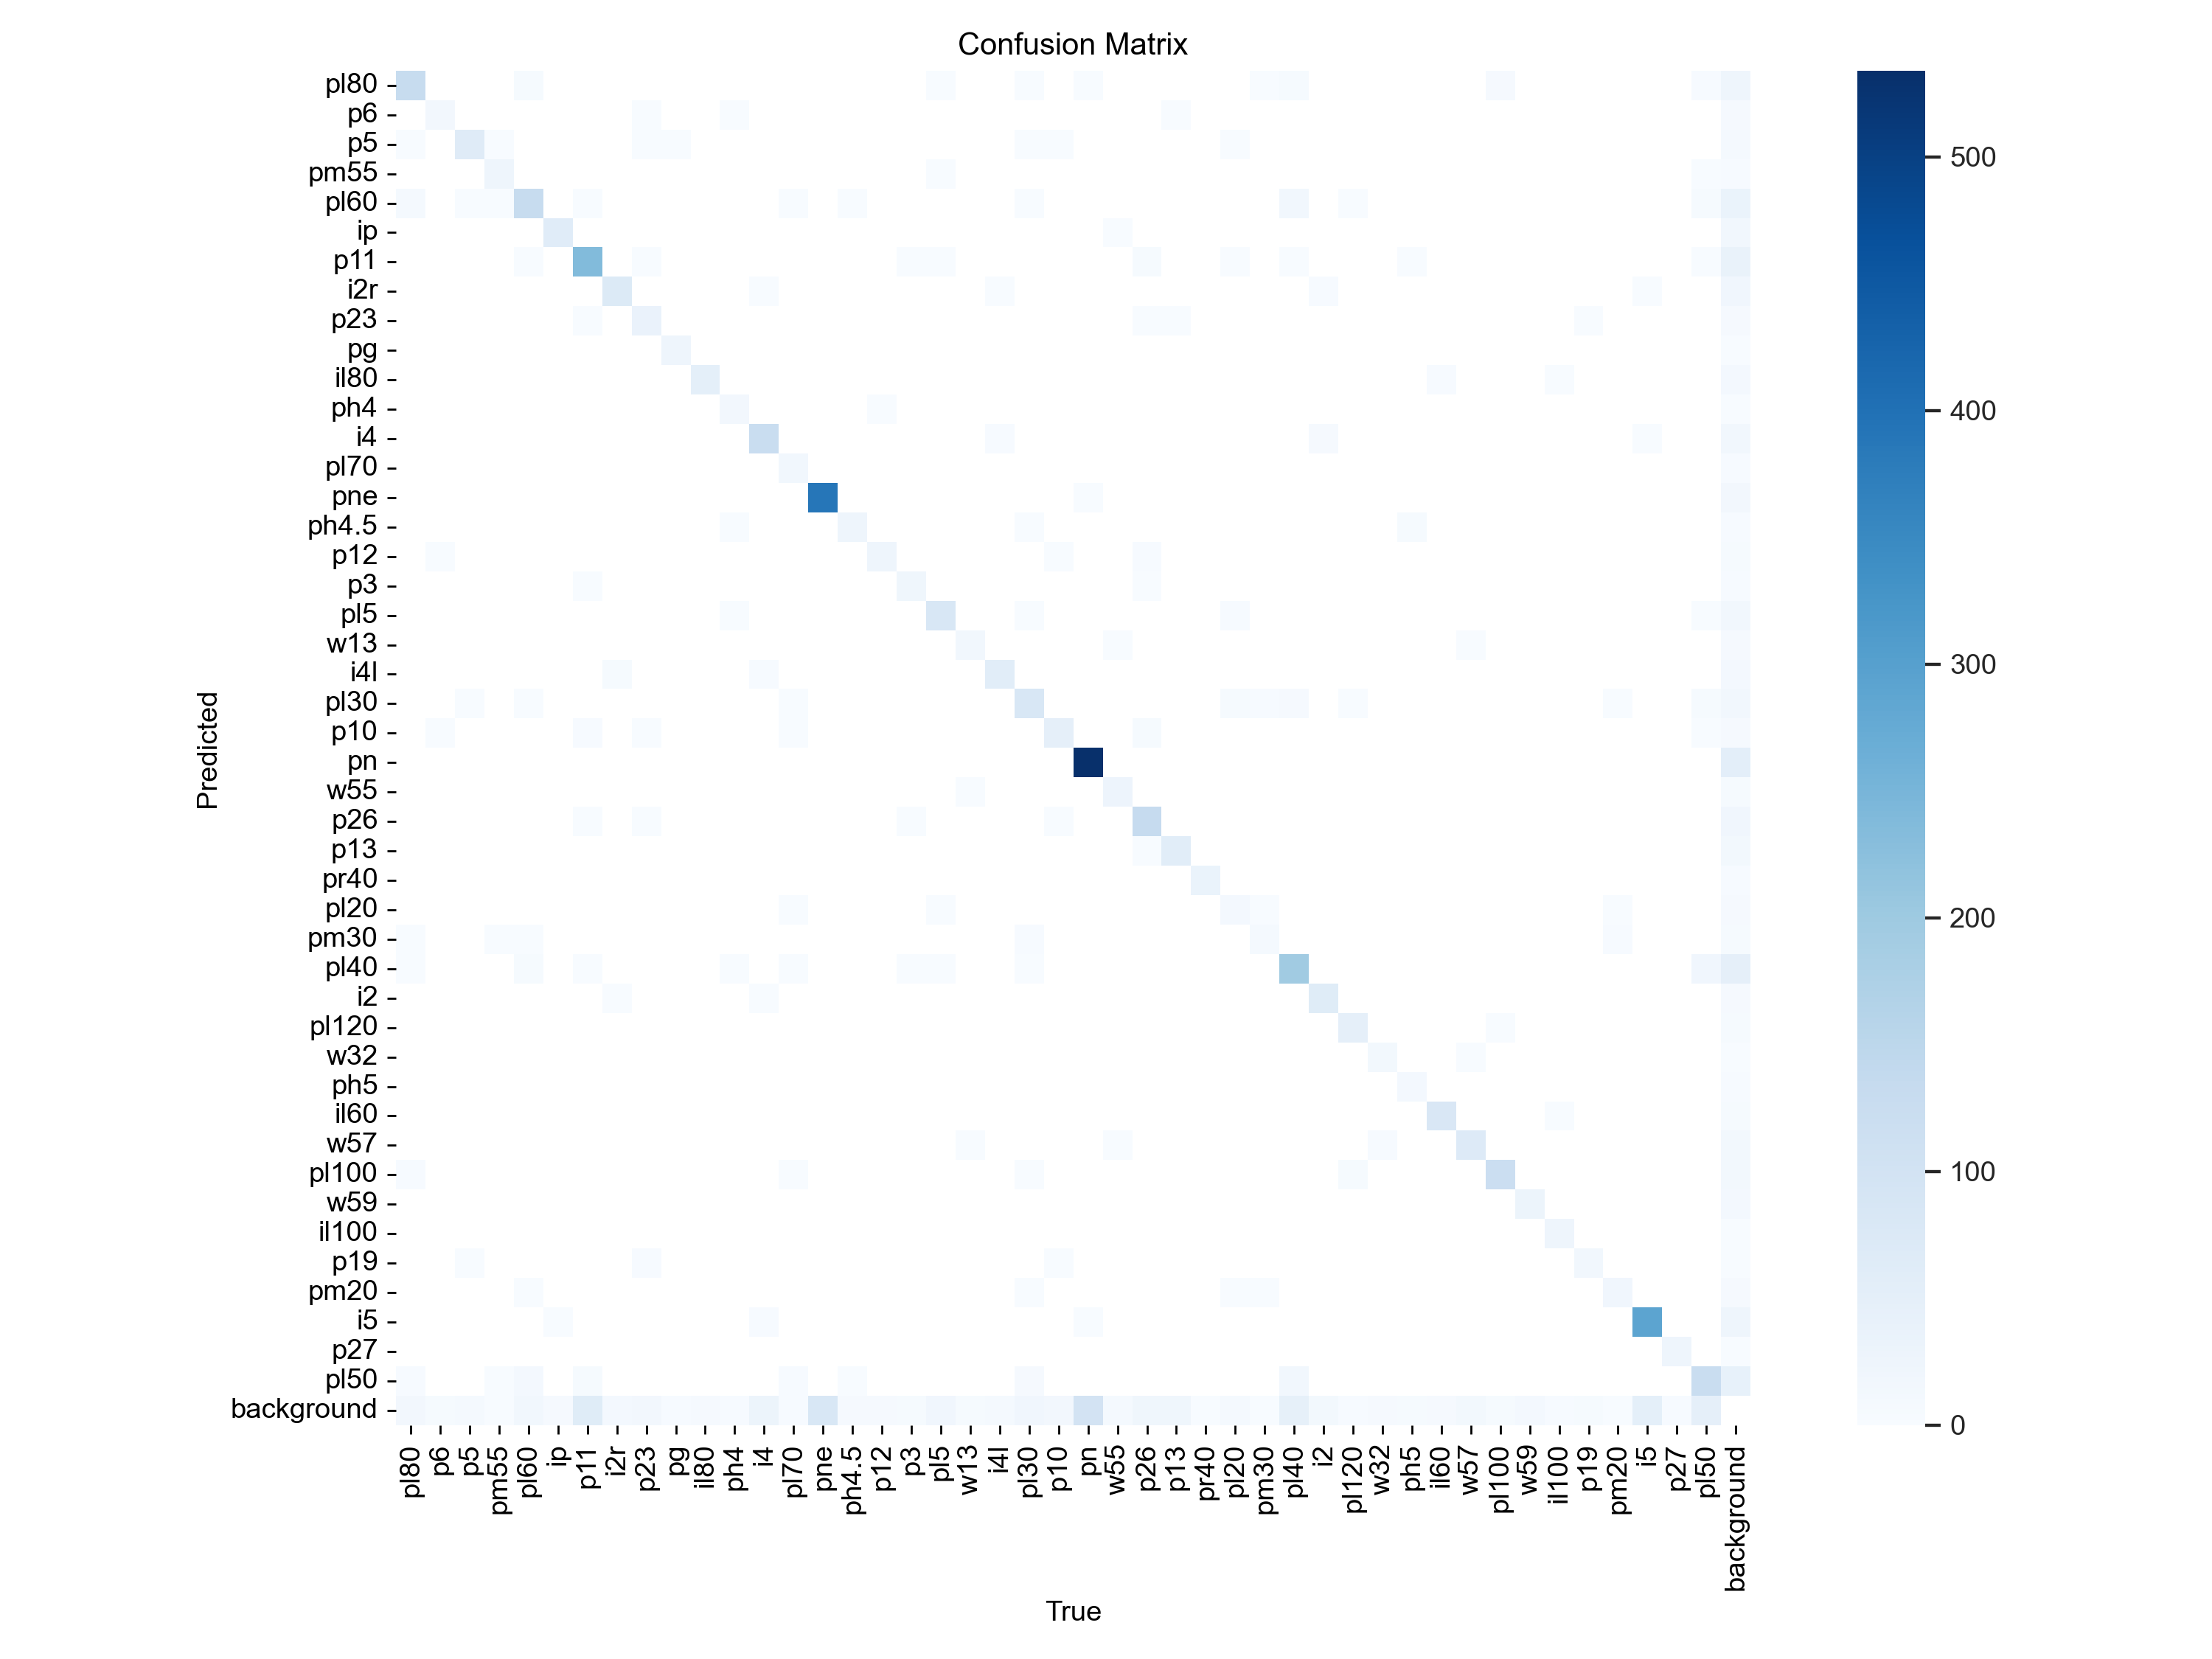 Confusion Matrix
pl80
p6
p5
pm55
pl60
ip
p11
i2r
p23
pg
il80
ph4
i4
pl70
pne
ph4.5
p12
p3
pl5
w13
i4l
pl30
p10
pn
w55
p26
p13
pr40
pl20
pm30
pl40
i2
pl120
w32
ph5
il60
w57
pl100
w59
il100
p19
pm20
i5
p27
pl50
background
Predicted
pl80 p6 p5 pm55 pl60 ip p11 i2r p23 pg il80 ph4 i4 pl70 pne ph4.5 p12 p3 pl5 w13 i4l pl30 p10 pn w55 p26 p13 pr40 pl20 pm30 pl40 i2 pl120 w32 ph5 il60 w57 pl100 w59 il100 p19 pm20 i5 p27 pl50 background
True
500
400
300
200
100
0